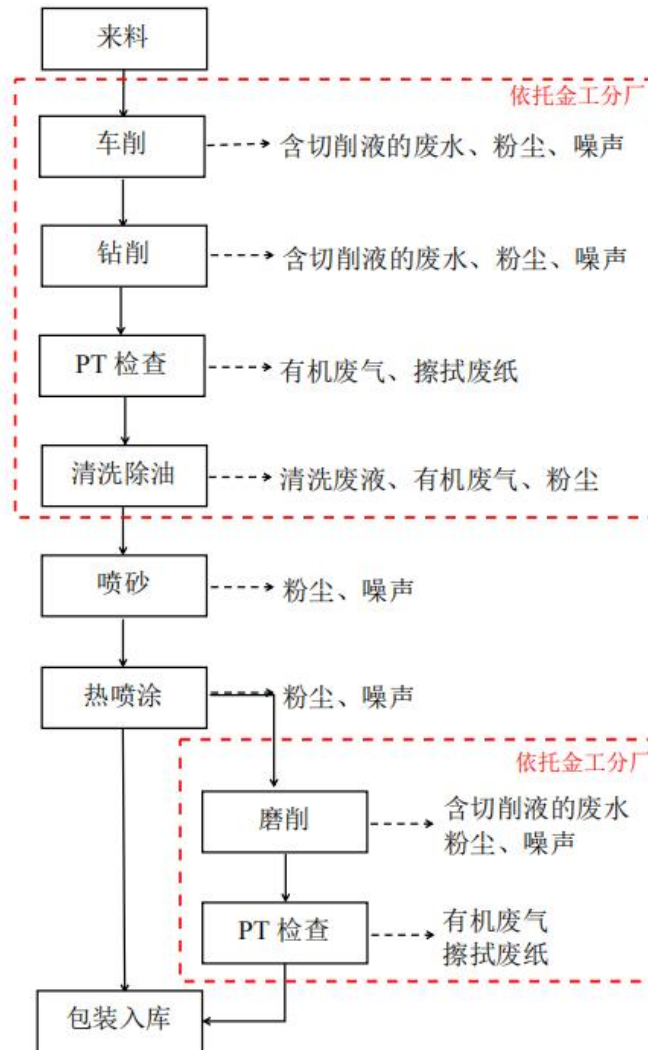 来料
依托金工分厂
车削
含切削液的废水、粉尘、噪声
钻削
含切削液的废水、粉尘、噪声
PT 检查
有机废气、擦拭废纸
清洗除油
清洗废液、有机废气、粉尘
喷砂
粉尘、噪声
热喷涂
粉尘、噪声
依托金工分厂
磨削
含切削液的废水
粉尘、噪声
PT 检查
有机废气
擦拭废纸
包装入库